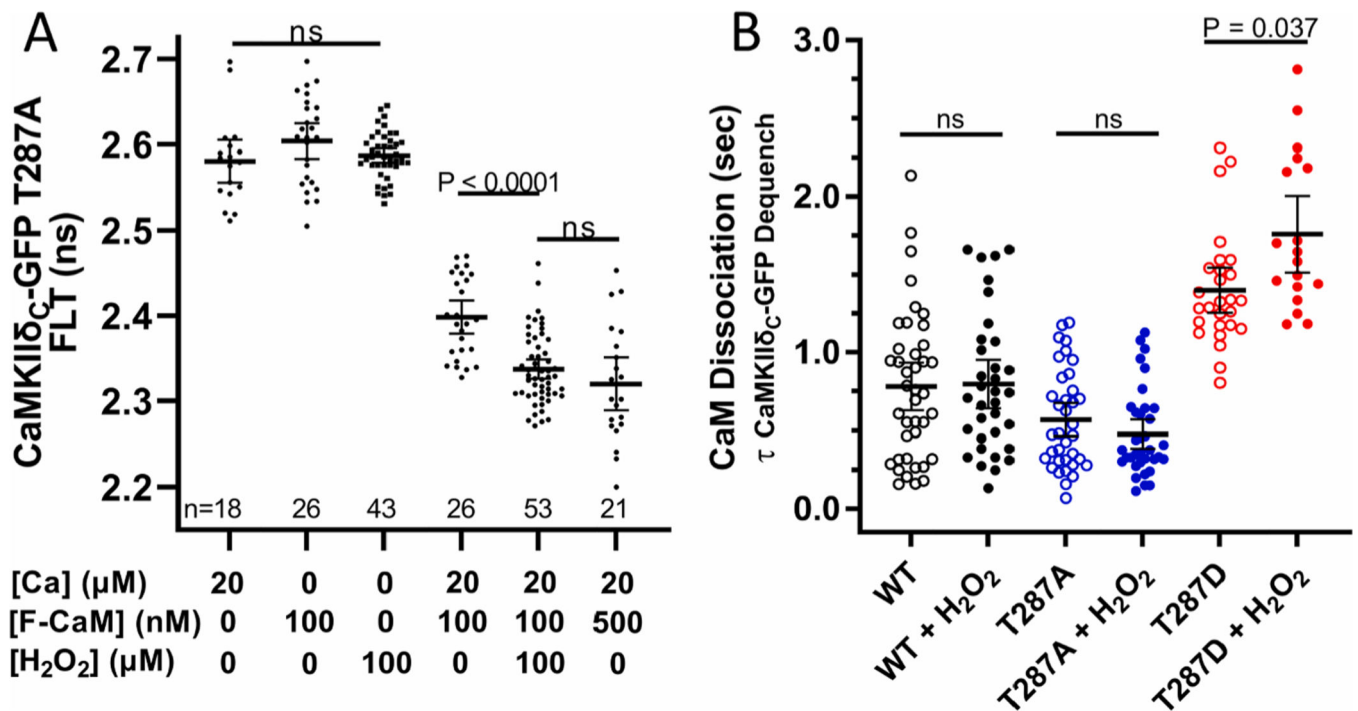 A
CaMKIIδC-GFP T287A
FLT (ns)
2.7
2.6
2.5
2.4
2.3
2.2
ns
P < 0.0001
ns
n=18 26 43 26 53 21
[Ca] (µM) 20 0 0 20 20 20
[F-CaM] (nM) 0 100 0 100 100 500
[H₂O₂] (µM) 0 0 100 0 100 0
B
CaM Dissociation (sec)
τ CaMKIIδC-GFP Dequench
3.0
2.0
1.0
0.0
ns
ns
P = 0.037
WT
WT + H₂O₂
T287A
T287A + H₂O₂
T287D
T287D + H₂O₂